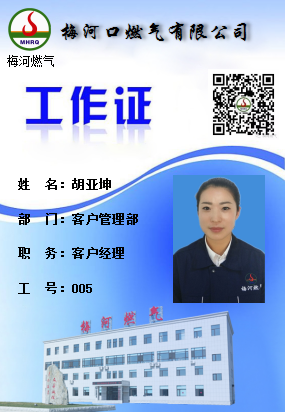 MHRQ
梅河口燃气有限公司
梅河燃气
工作证
姓 名：胡亚坤
部 门：客户管理部
职 务：客户经理
工 号：005
梅河燃气